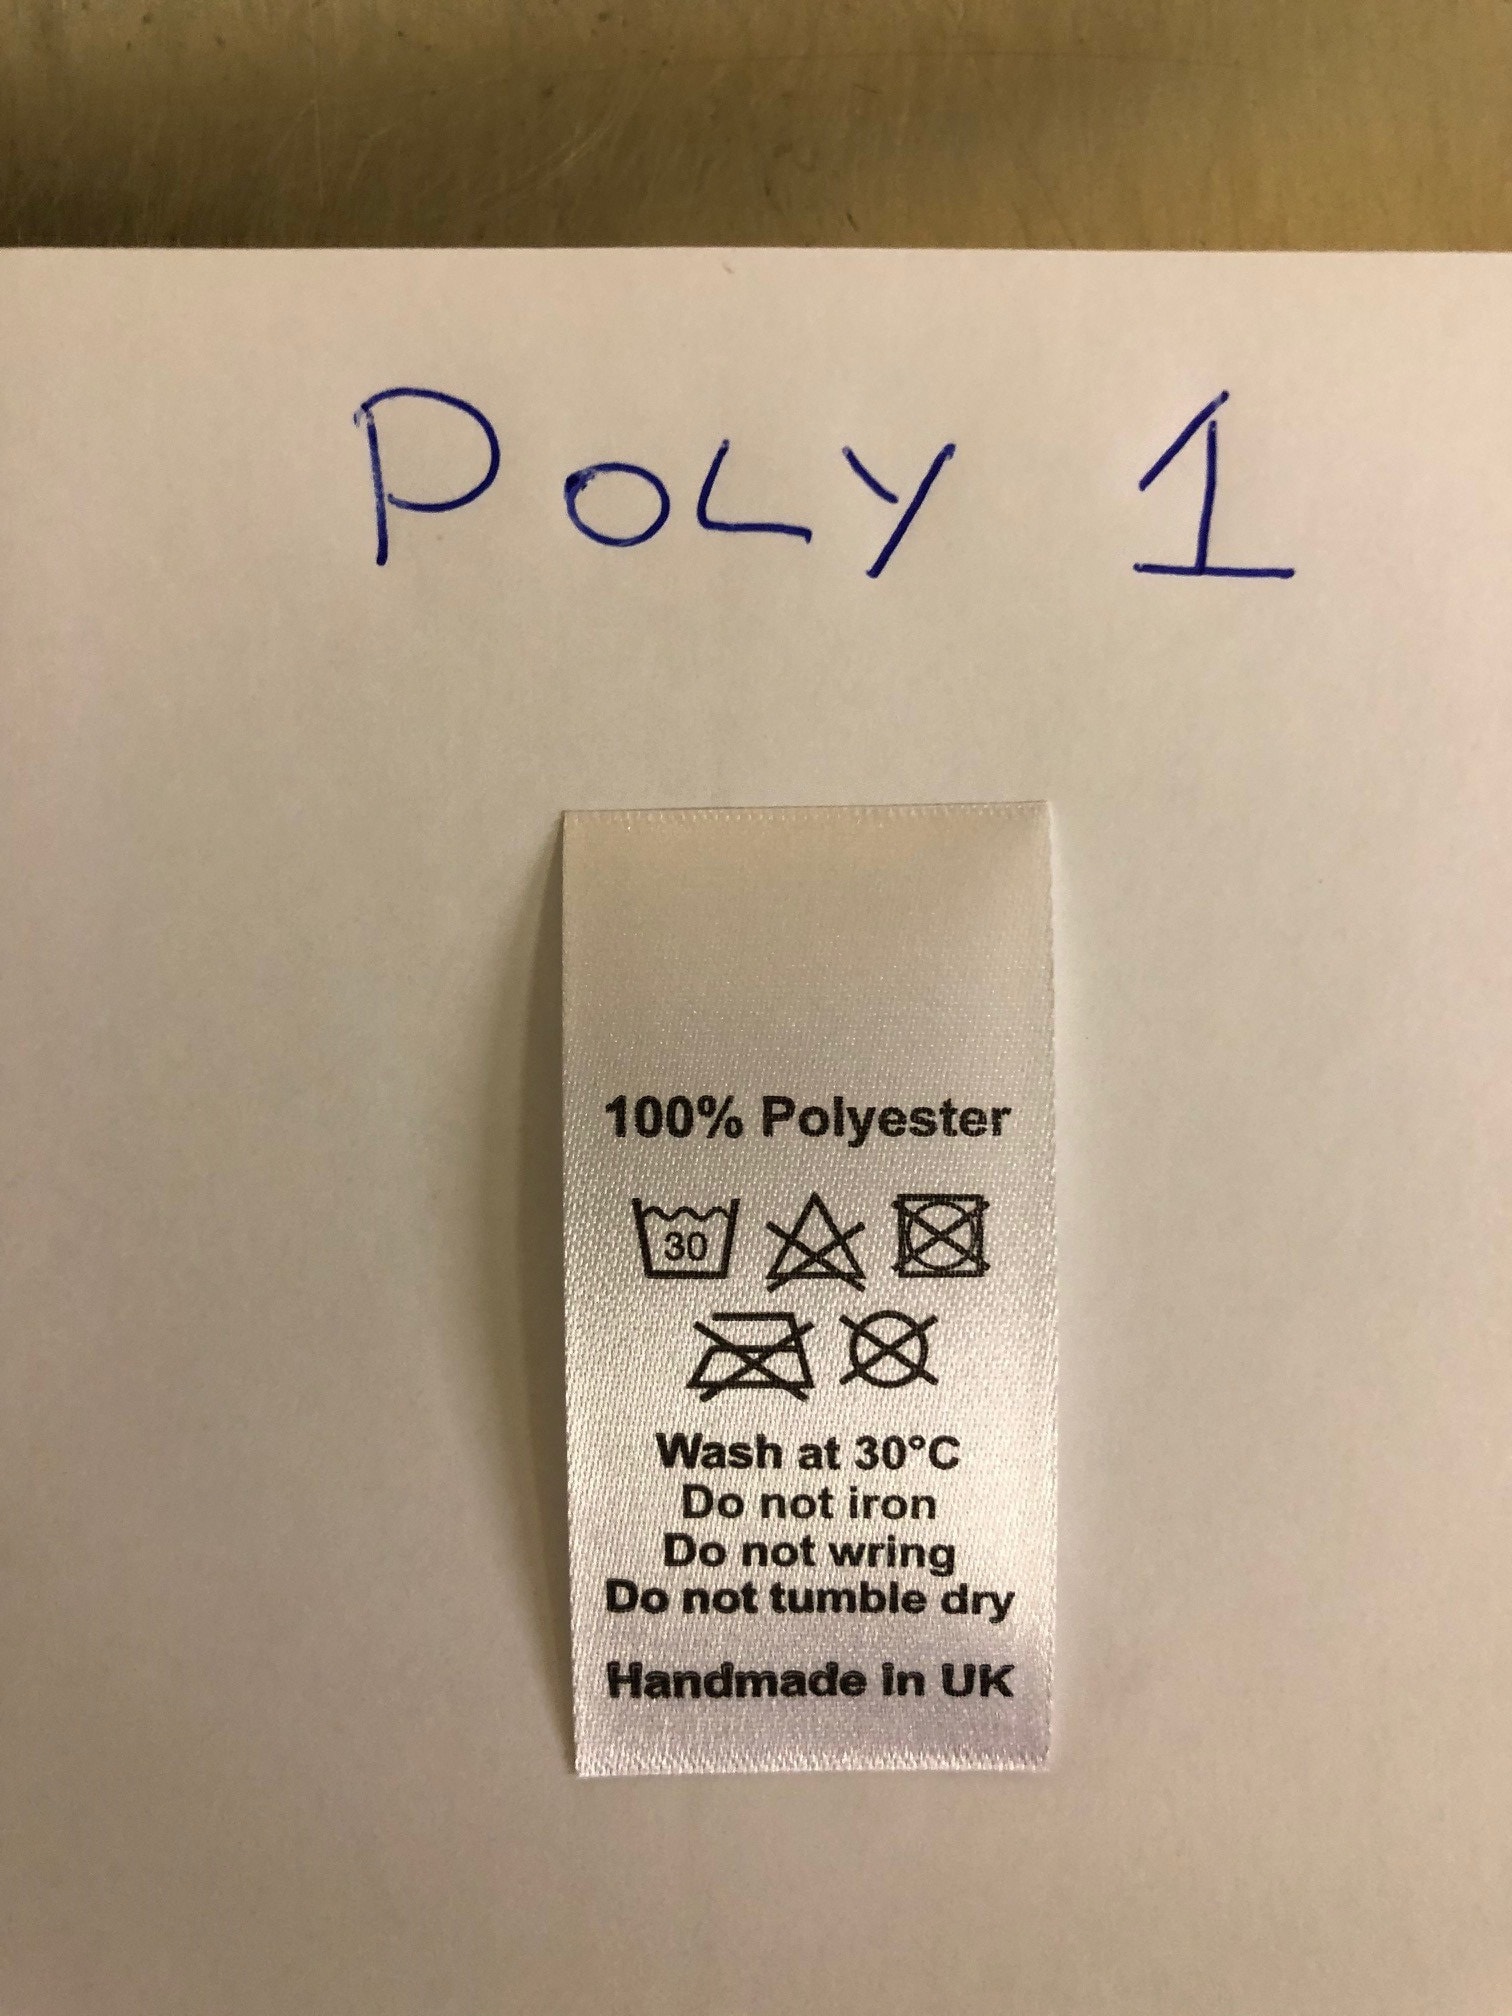 POLY 1
100% Polyester
30
Wash at 30°C
Do not iron
Do not wring
Do not tumble dry
Handmade in UK